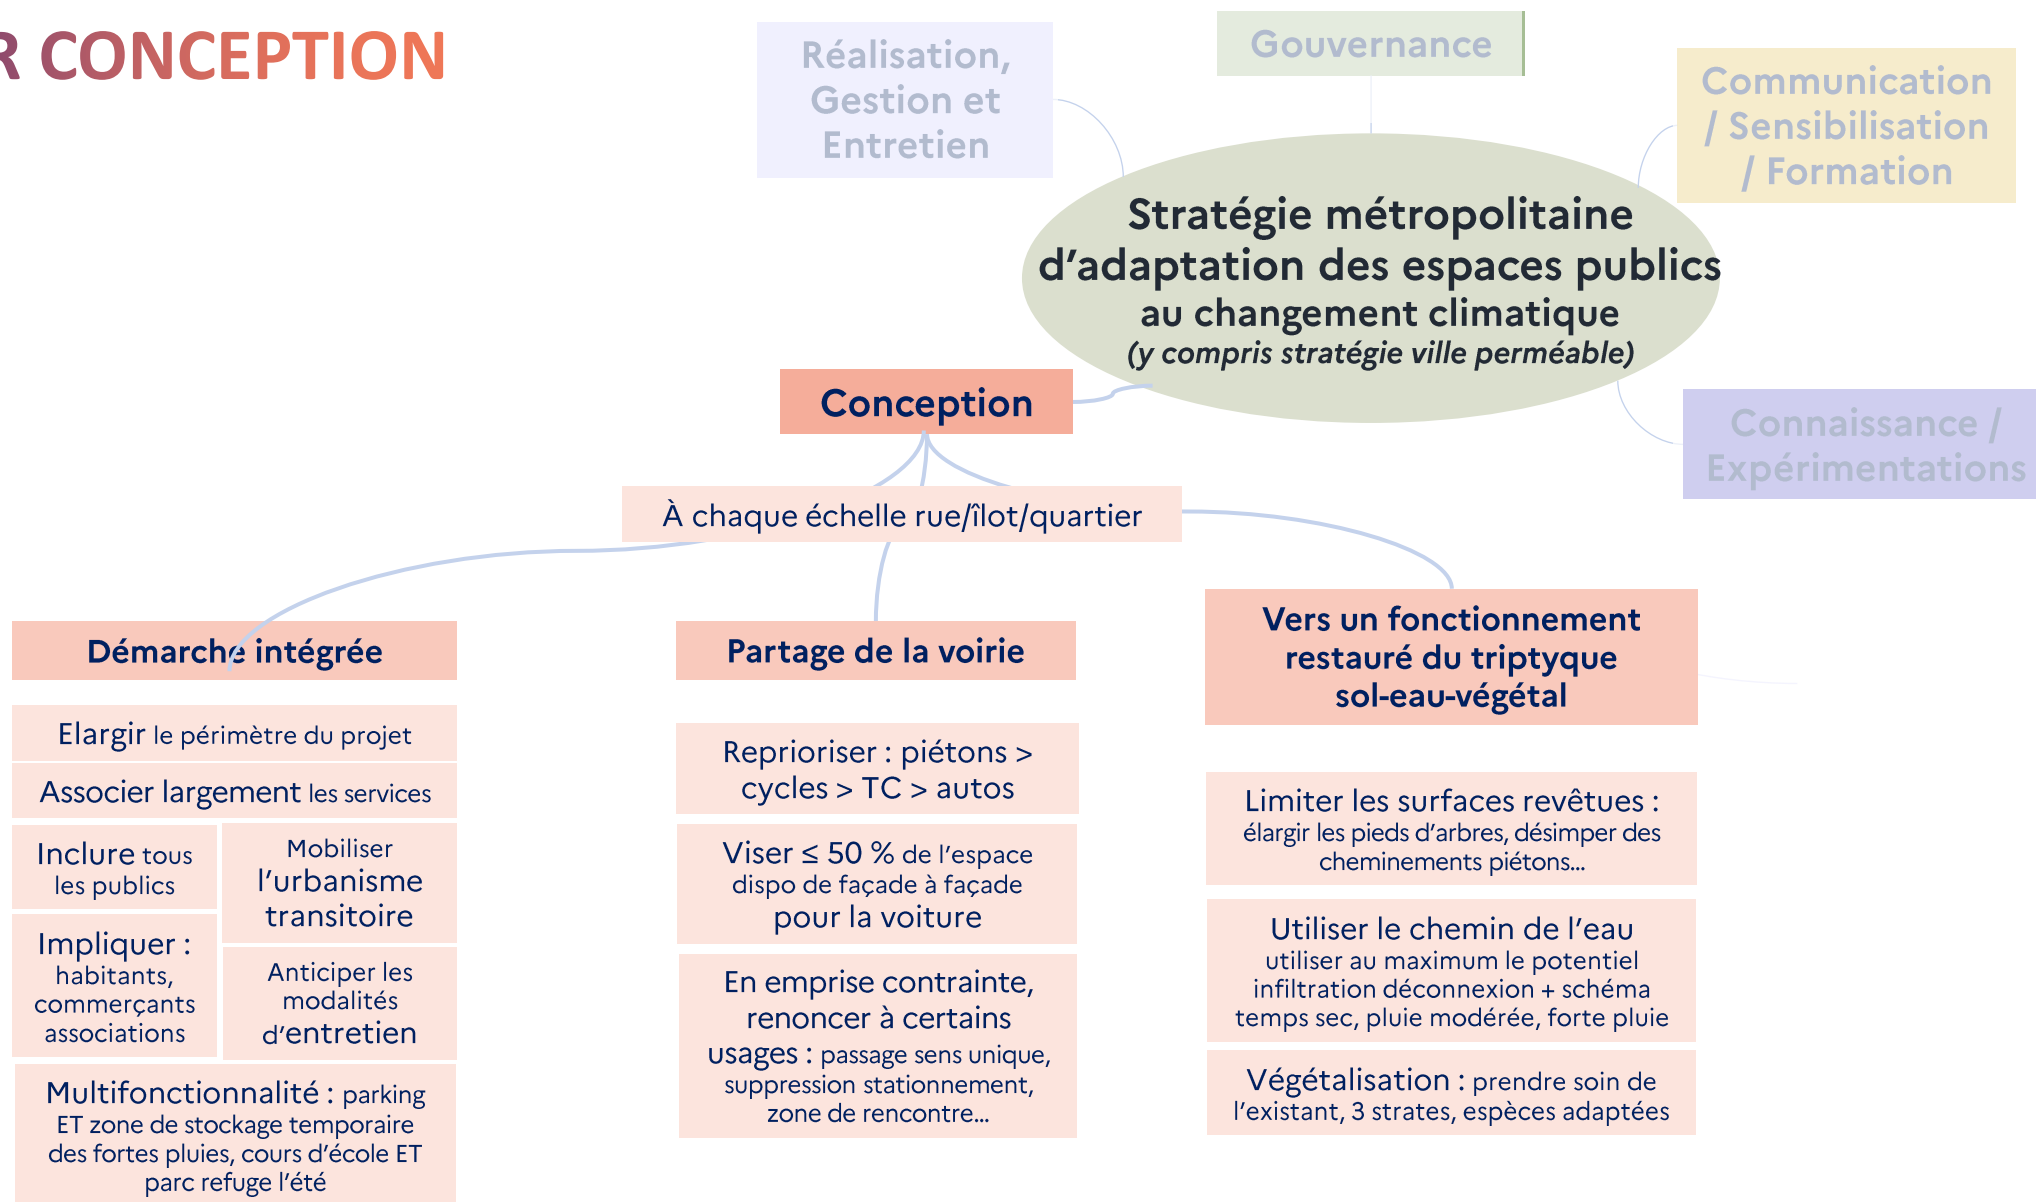 R CONCEPTION
Réalisation,
Gestion et
Entretien
Gouvernance
Communication
/ Sensibilisation
/ Formation
Stratégie métropolitaine
d’adaptation des espaces publics
au changement climatique
(y compris stratégie ville perméable)
Conception
Connaissance /
Expérimentations
À chaque échelle rue/îlot/quartier
Démarche intégrée
Elargir le périmètre du projet
Associer largement les services
Inclure tous
les publics
Mobiliser
l’urbanisme
transitoire
Impliquer :
habitants,
commerçants
associations
Anticiper les
modalités
d’entretien
Multifonctionnalité : parking
ET zone de stockage temporaire
des fortes pluies, cours d’école ET
parc refuge l’été
Partage de la voirie
Reprioriser : piétons >
cycles > TC > autos
Viser ≤ 50 % de l’espace
dispo de façade à façade
pour la voiture
En emprise contrainte,
renoncer à certains
usages : passage sens unique,
suppression stationnement,
zone de rencontre…
Vers un fonctionnement
restauré du triptyque
sol-eau-végétal
Limiter les surfaces revêtues :
élargir les pieds d’arbres, désimper des
cheminements piétons…
Utiliser le chemin de l’eau
utiliser au maximum le potentiel
infiltration déconnexion + schéma
temps sec, pluie modérée, forte pluie
Végétalisation : prendre soin de
l’existant, 3 strates, espèces adaptées